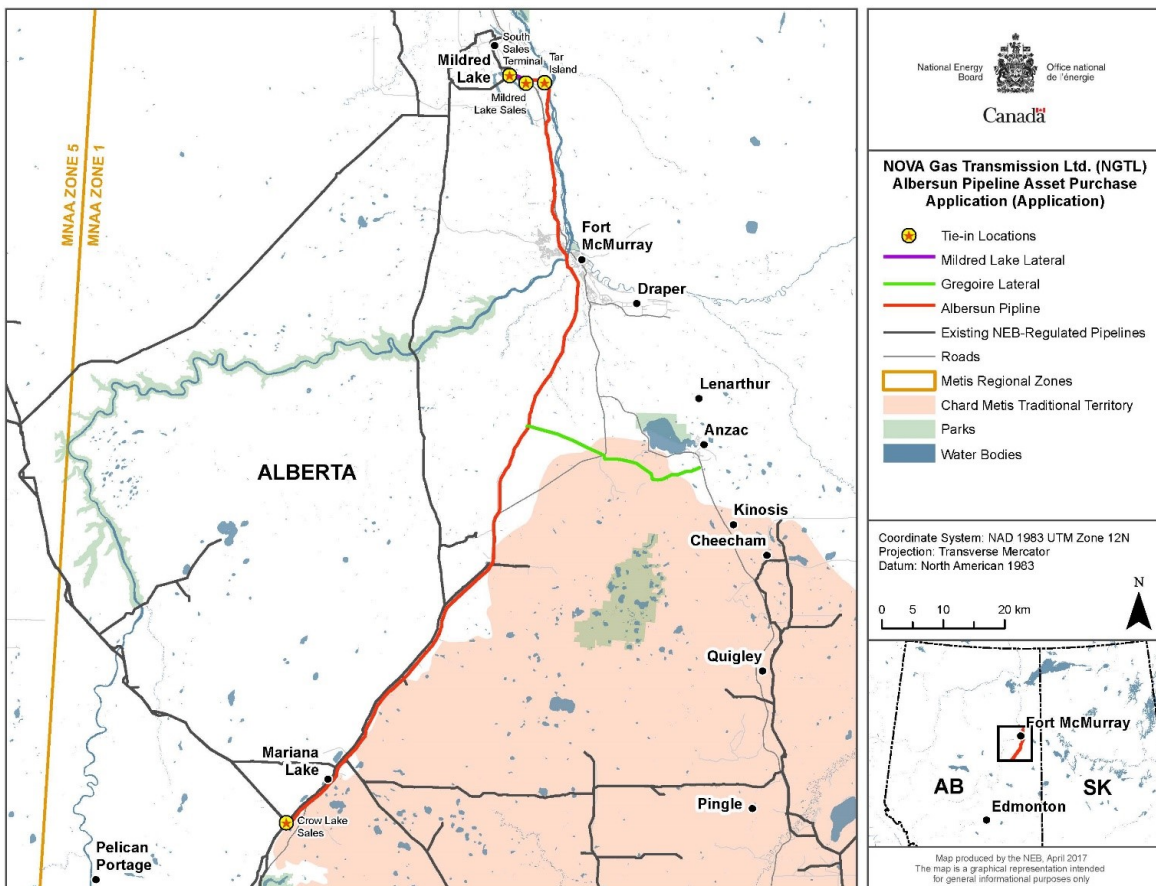 South
Sales
Terminal
Mildred
Lake
Tar
Island
Mildred
Lake Sales
MNAA ZONE 5
MNAA ZONE 1
Fort
McMurray
Draper
Lenarthur
Anzac
ALBERTA
Kinosis
Cheecham
Quigley
Mariana
Lake
Pingle
Crow Lake
Sales
Pelican
Portage
National Energy
Board
Office national
de l'énergie
Canada
NOVA Gas Transmission Ltd. (NGTL)
Albersun Pipeline Asset Purchase
Application (Application)
Tie-in Locations
Mildred Lake Lateral
Gregoire Lateral
Albersun Pipline
Existing NEB-Regulated Pipelines
Roads
Metis Regional Zones
Chard Metis Traditional Territory
Parks
Water Bodies
Coordinate System: NAD 1983 UTM Zone 12N
Projection: Transverse Mercator
Datum: North American 1983
N
0 5 10 20 km
Fort McMurray
AB
SK
Edmonton
Map produced by the NEB, April 2017
The map is a graphical representation intended
for general informational purposes only